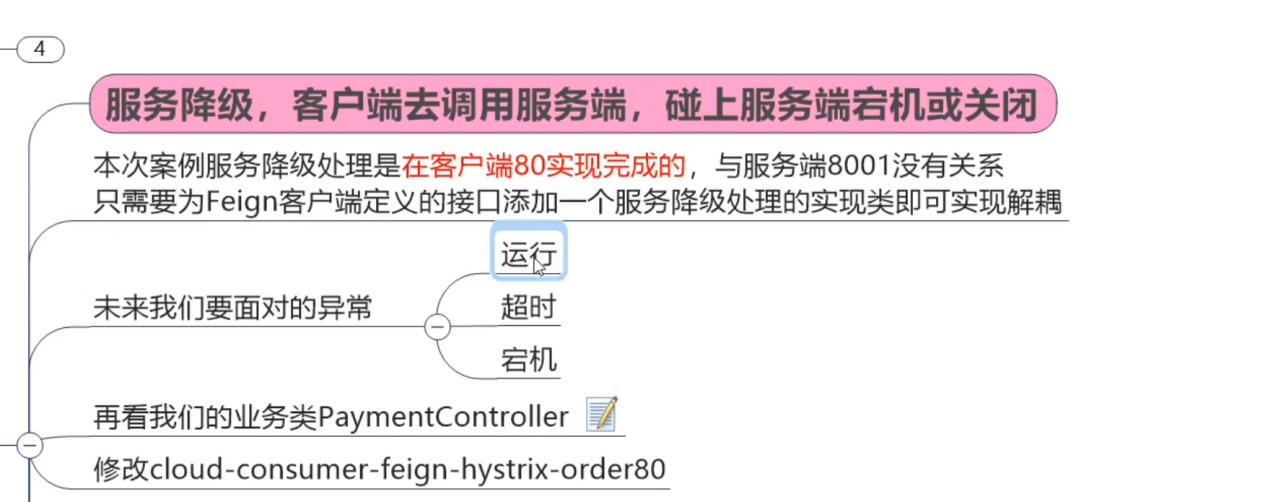 4
服务降级，客户端去调用服务端，碰上服务端宕机或关闭
本次案例服务降级处理是在客户端80实现完成的，与服务端8001没有关系
只需要为Feign客户端定义的接口添加一个服务降级处理的实现类即可实现解耦
未来我们要面对的异常
运行
超时
宕机
再看我们的业务类PaymentController
修改cloud-consumer-feign-hystrix-order80